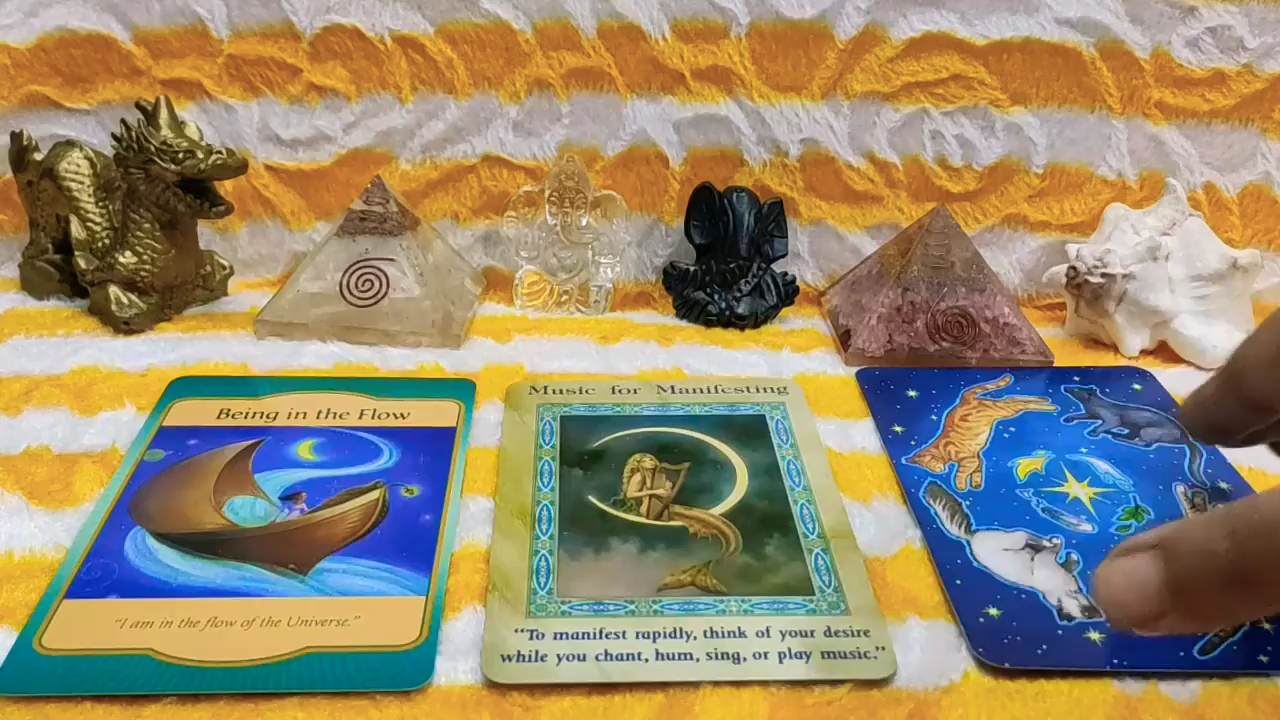 Being in the Flow
"I am in the flow of the Universe."
Music for Manifesting
"To manifest rapidly, think of your desire
while you chant, hum, sing, or play music."